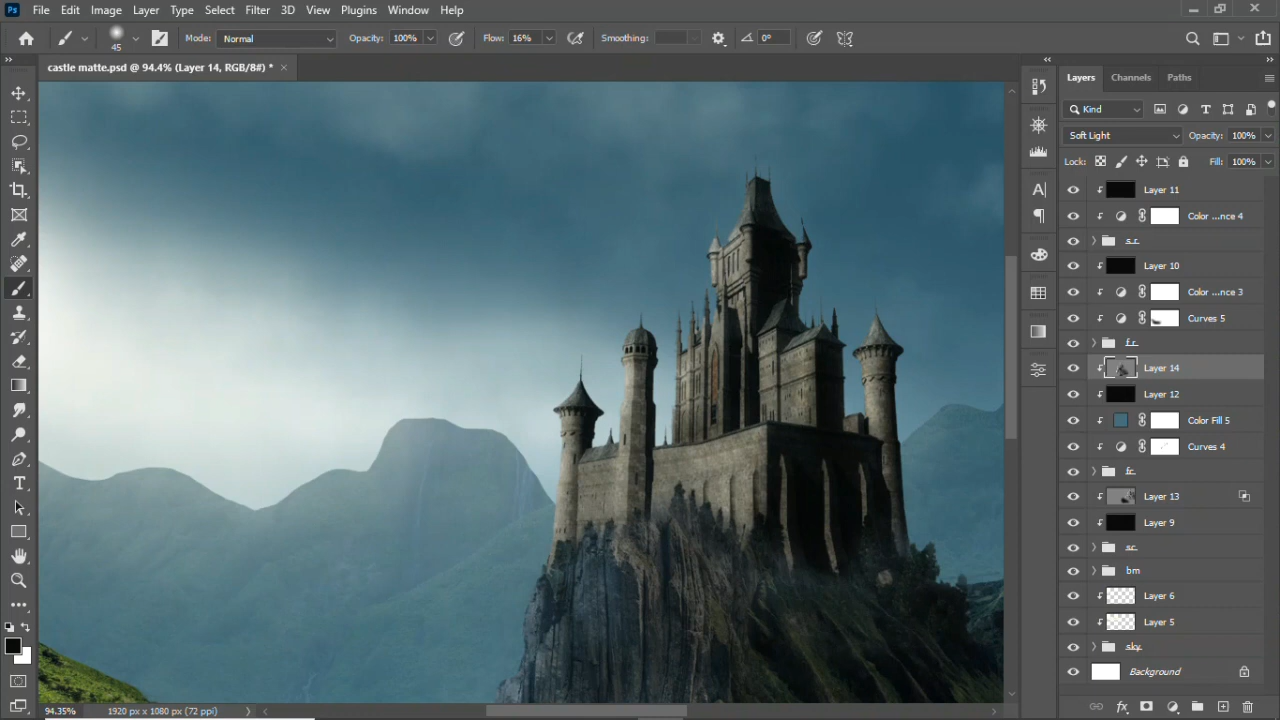 Ps File Edit Image Layer Type Select Filter 3D View Plugins Window Help
45 Mode: Normal Opacity: 100% Flow: 16% Smoothing: 0°
castle matte.psd @ 94.4% (Layer 14, RGB/8#) * ×
Layers Channels Paths
Kind
Soft Light Opacity: 100%
Lock: Fill: 100%
Layer 11
Color ...nce 4
s.r.
Layer 10
Color ...nce 3
Curves 5
f.r.
Layer 14
Layer 12
Color Fill 5
Curves 4
fc
Layer 13
Layer 9
sc
bm
Layer 6
Layer 5
sky
Background
94.35% 1920 px x 1080 px (72 ppi)